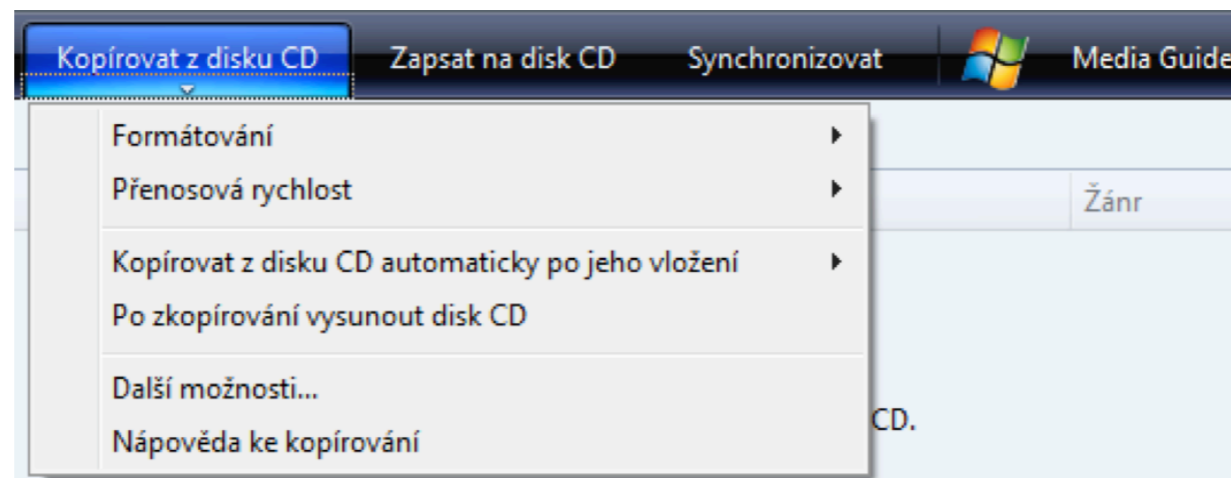 Kopírovat z disku CD Zapsat na disk CD Synchronizovat Media Guide
Formátování
Přenosová rychlost
Žánr
Kopírovat z disku CD automaticky po jeho vložení
Po zkopírování vysunout disk CD
Další možnosti...
CD.
Nápověda ke kopírování